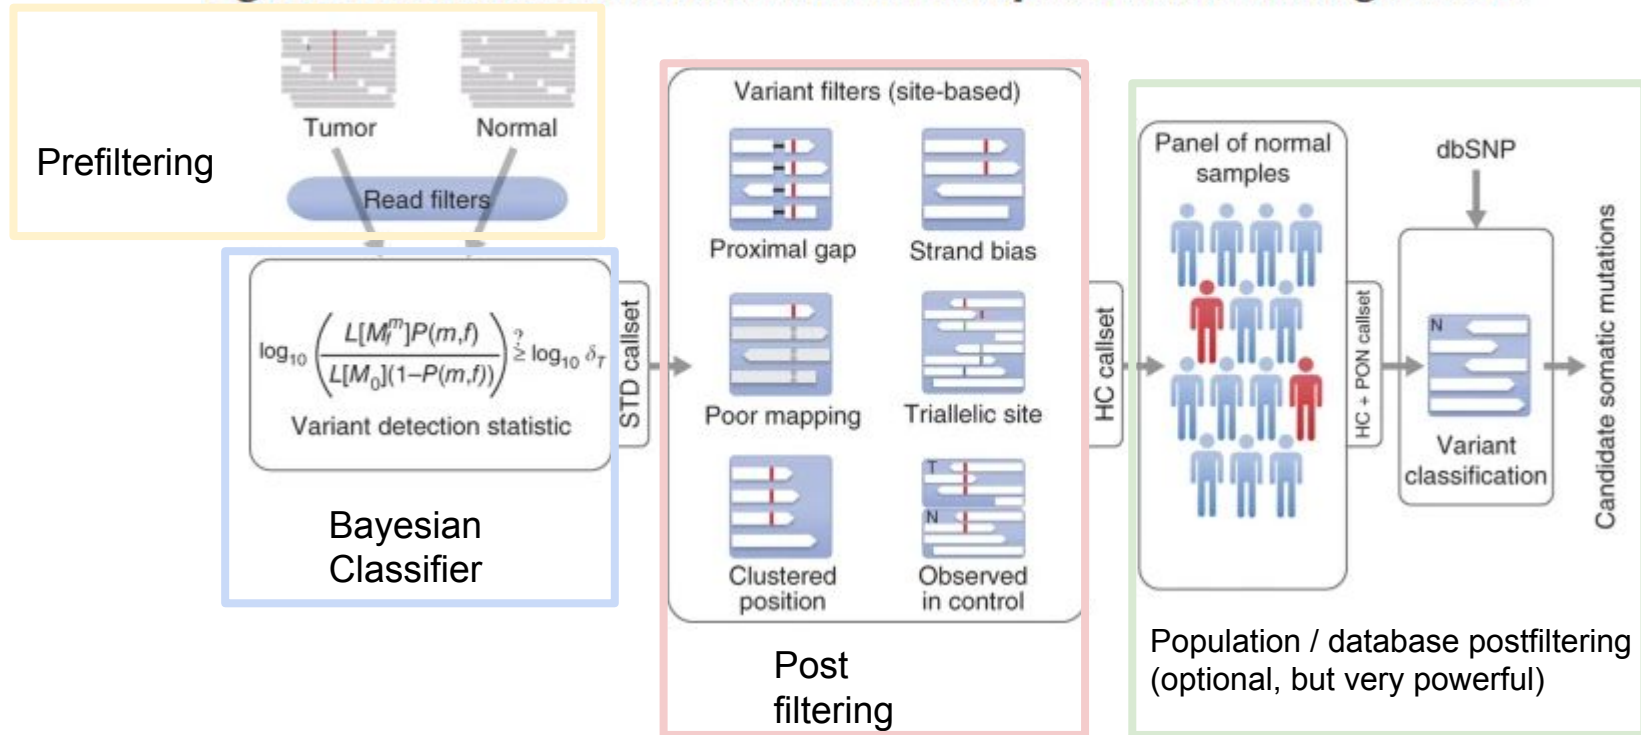 Tumor
Normal
Prefiltering
Read filters
log10 (L[M_f^m]P(m,f) / L[M_0](1–P(m,f))) ≥? log10 δ_T
Variant detection statistic
Bayesian
Classifier
STD callset
Variant filters (site-based)
Proximal gap
Strand bias
Poor mapping
Triallelic site
T
N
Clustered
position
Observed
in control
Post
filtering
HC callset
Panel of normal
samples
HC + PON callset
dbSNP
N
Variant
classification
Candidate somatic mutations
Population / database postfiltering
(optional, but very powerful)